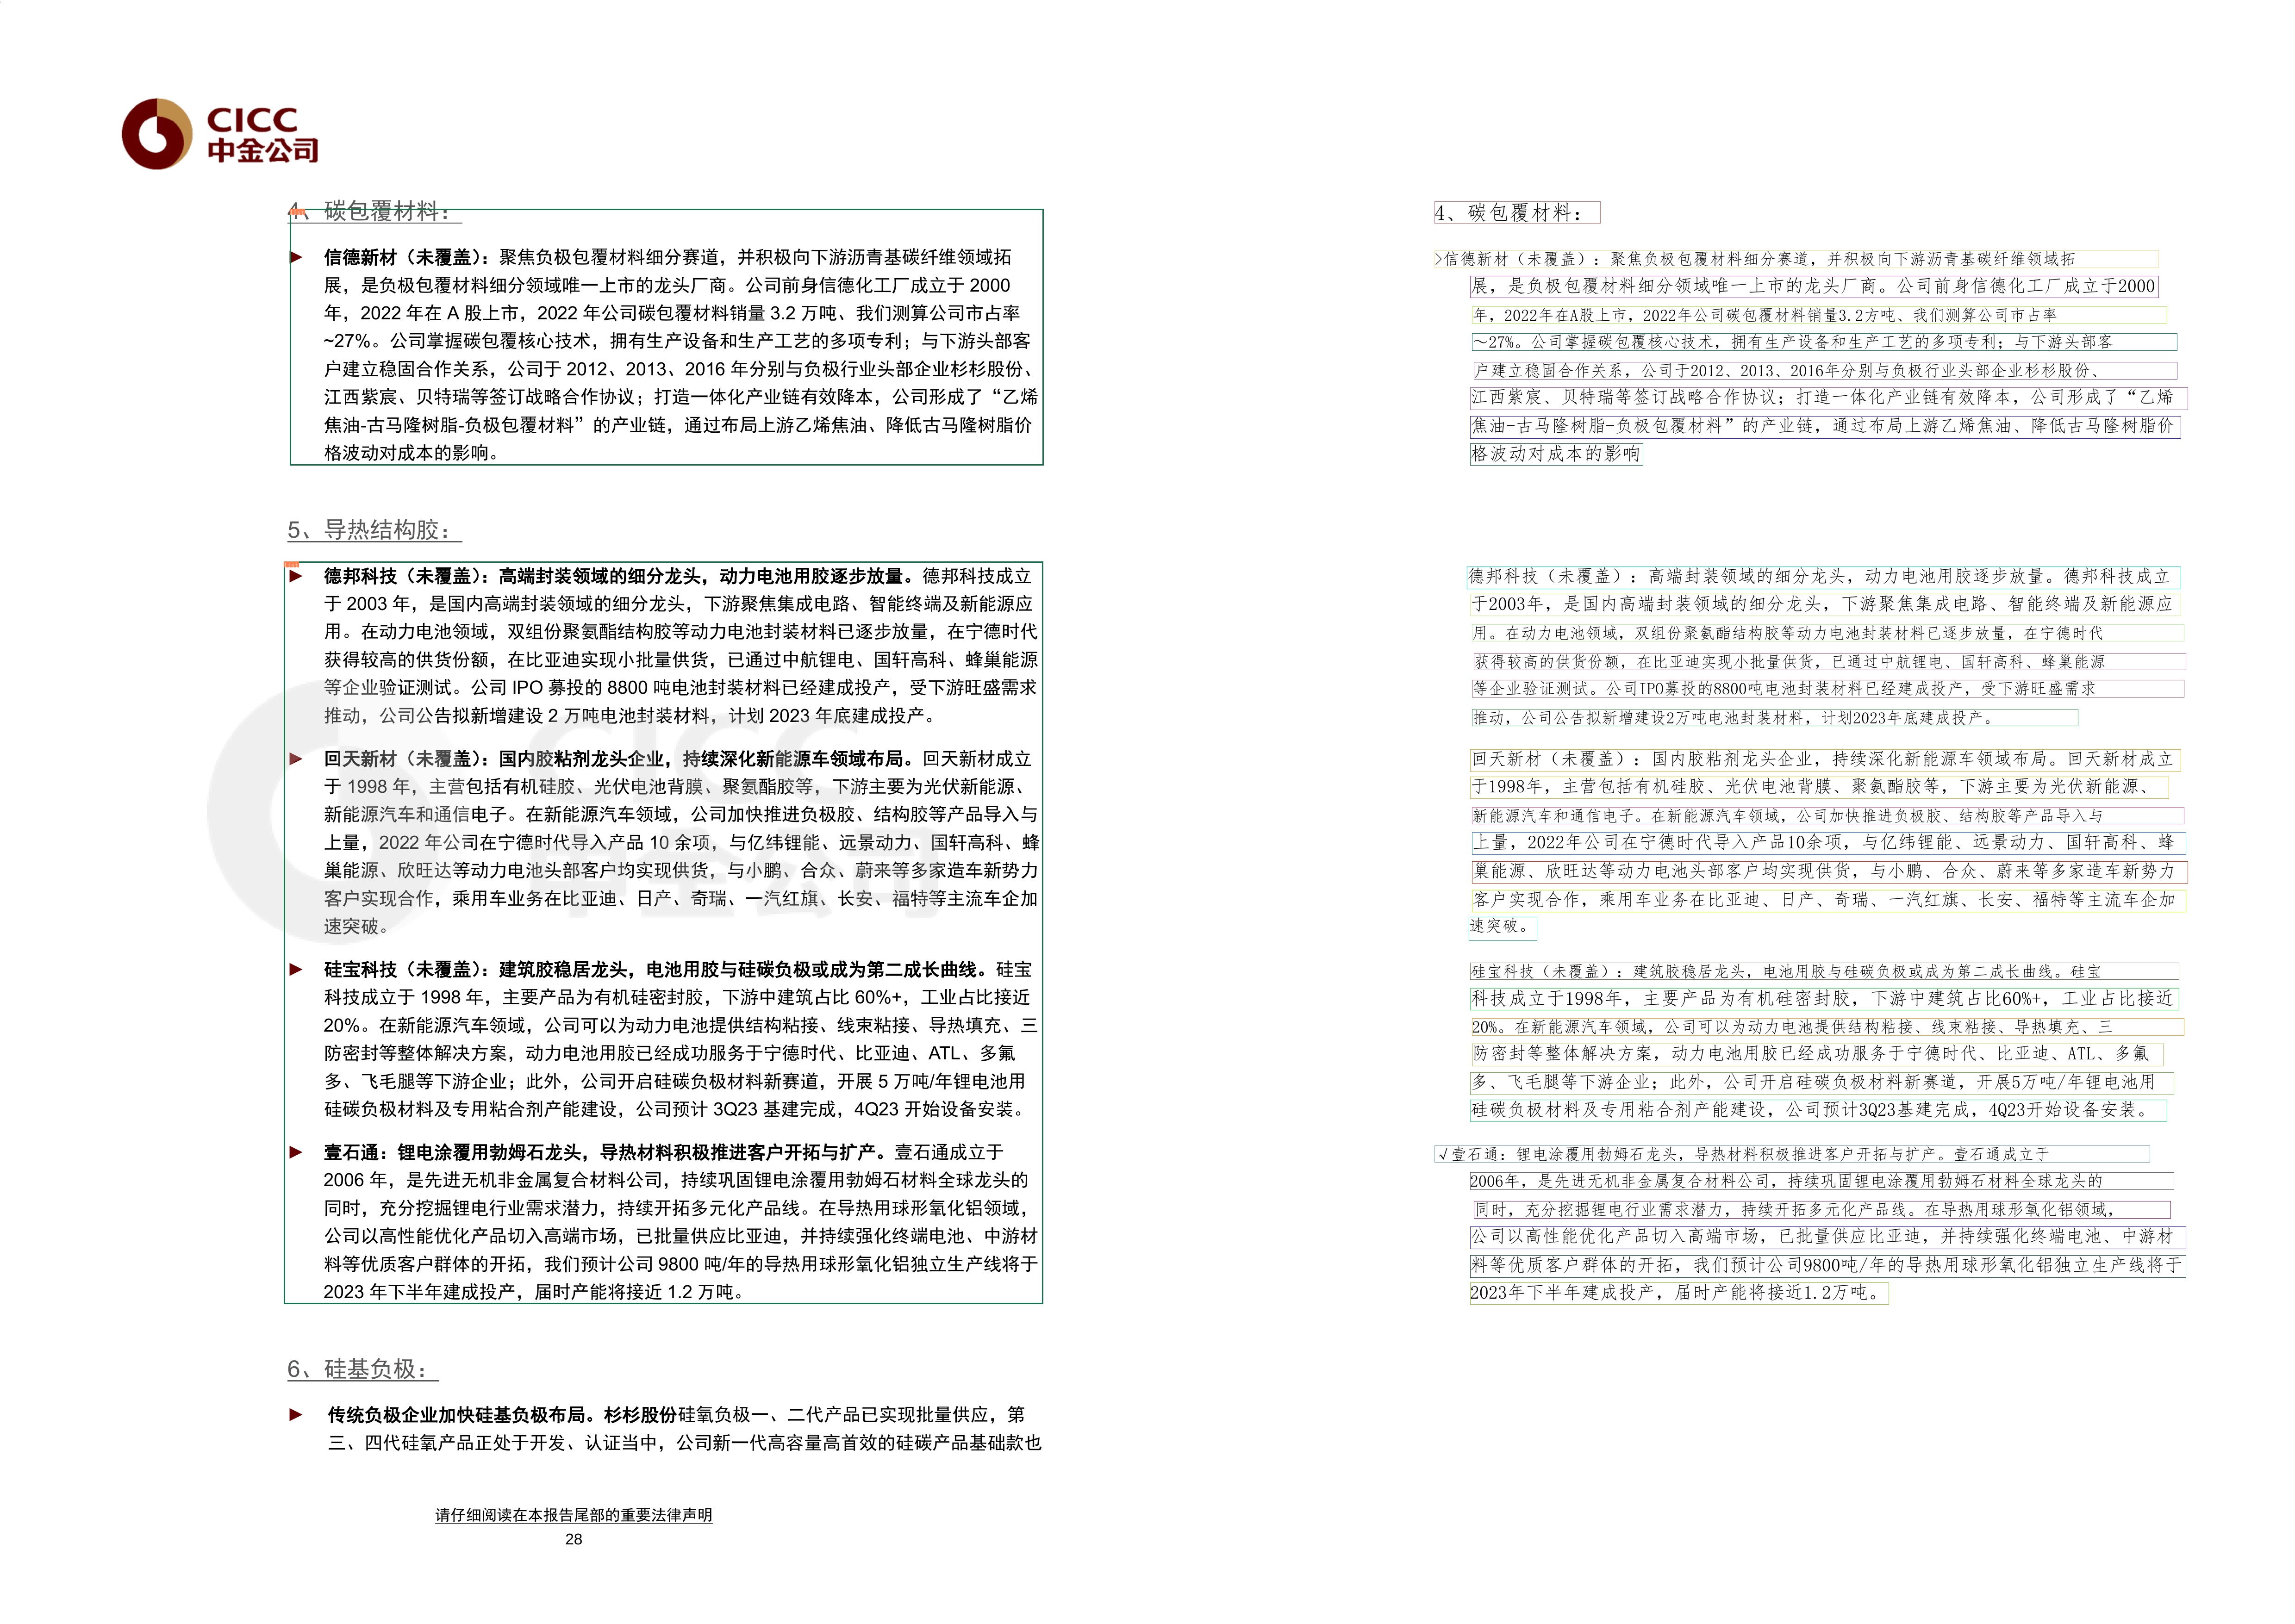 CICC
中金公司
4、碳包覆材料：
► 信德新材（未覆盖）：聚焦负极包覆材料细分赛道，并积极向下游沥青基碳纤维领域拓
展，是负极包覆材料细分领域唯一上市的龙头厂商。公司前身信德化工厂成立于 2000
年，2022 年在 A 股上市，2022 年公司碳包覆材料销量 3.2 万吨、我们测算公司市占率
~27%。公司掌握碳包覆核心技术，拥有生产设备和生产工艺的多项专利；与下游头部客
户建立稳固合作关系，公司于 2012、2013、2016 年分别与负极行业头部企业杉杉股份、
江西紫宸、贝特瑞等签订战略合作协议；打造一体化产业链有效降本，公司形成了“乙烯
焦油-古马隆树脂-负极包覆材料”的产业链，通过布局上游乙烯焦油、降低古马隆树脂价
格波动对成本的影响。
5、导热结构胶：
► 德邦科技（未覆盖）：高端封装领域的细分龙头，动力电池用胶逐步放量。德邦科技成立
于 2003 年，是国内高端封装领域的细分龙头，下游聚焦集成电路、智能终端及新能源应
用。在动力电池领域，双组份聚氨酯结构胶等动力电池封装材料已逐步放量，在宁德时代
获得较高的供货份额，在比亚迪实现小批量供货，已通过中航锂电、国轩高科、蜂巢能源
等企业验证测试。公司 IPO 募投的 8800 吨电池封装材料已经建成投产，受下游旺盛需求
推动，公司公告拟新增建设 2 万吨电池封装材料，计划 2023 年底建成投产。
► 回天新材（未覆盖）：国内胶粘剂龙头企业，持续深化新能源车领域布局。回天新材成立
于 1998 年，主营包括有机硅胶、光伏电池背膜、聚氨酯胶等，下游主要为光伏新能源、
新能源汽车和通信电子。在新能源汽车领域，公司加快推进负极胶、结构胶等产品导入与
上量，2022 年公司在宁德时代导入产品 10 余项，与亿纬锂能、远景动力、国轩高科、蜂
巢能源、欣旺达等动力电池头部客户均实现供货，与小鹏、合众、蔚来等多家造车新势力
客户实现合作，乘用车业务在比亚迪、日产、奇瑞、一汽红旗、长安、福特等主流车企加
速突破。
► 硅宝科技（未覆盖）：建筑胶稳居龙头，电池用胶与硅碳负极或成为第二成长曲线。硅宝
科技成立于 1998 年，主要产品为有机硅密封胶，下游中建筑占比 60%+，工业占比接近
20%。在新能源汽车领域，公司可以为动力电池提供结构粘接、线束粘接、导热填充、三
防密封等整体解决方案，动力电池用胶已经成功服务于宁德时代、比亚迪、ATL、多氟
多、飞毛腿等下游企业；此外，公司开启硅碳负极材料新赛道，开展 5 万吨/年锂电池用
硅碳负极材料及专用粘合剂产能建设，公司预计 3Q23 基建完成，4Q23 开始设备安装。
► 壹石通：锂电涂覆用勃姆石龙头，导热材料积极推进客户开拓与扩产。壹石通成立于
2006 年，是先进无机非金属复合材料公司，持续巩固锂电涂覆用勃姆石材料全球龙头的
同时，充分挖掘锂电行业需求潜力，持续开拓多元化产品线。在导热用球形氧化铝领域，
公司以高性能优化产品切入高端市场，已批量供应比亚迪，并持续强化终端电池、中游材
料等优质客户群体的开拓，我们预计公司 9800 吨/年的导热用球形氧化铝独立生产线将于
2023 年下半年建成投产，届时产能将接近 1.2 万吨。
6、硅基负极：
► 传统负极企业加快硅基负极布局。杉杉股份硅氧负极一、二代产品已实现批量供应，第
三、四代硅氧产品正处于开发、认证当中，公司新一代高容量高首效的硅碳产品基础款也
请仔细阅读在本报告尾部的重要法律声明
28
CICC
中金公司
4、碳包覆材料：
>信德新材（未覆盖）：聚焦负极包覆材料细分赛道，并积极向下游沥青基碳纤维领域拓
展，是负极包覆材料细分领域唯一上市的龙头厂商。公司前身信德化工厂成立于2000
年，2022年在A股上市，2022年公司碳包覆材料销量3.2万吨、我们测算公司市占率
～27%。公司掌握碳包覆核心技术，拥有生产设备和生产工艺的多项专利；与下游头部客
户建立稳固合作关系，公司于2012、2013、2016年分别与负极行业头部企业杉杉股份、
江西紫宸、贝特瑞等签订战略合作协议；打造一体化产业链有效降本，公司形成了“乙烯
焦油-古马隆树脂-负极包覆材料”的产业链，通过布局上游乙烯焦油、降低古马隆树脂价
格波动对成本的影响
德邦科技（未覆盖）：高端封装领域的细分龙头，动力电池用胶逐步放量。德邦科技成立
于2003年，是国内高端封装领域的细分龙头，下游聚焦集成电路、智能终端及新能源应
用。在动力电池领域，双组份聚氨酯结构胶等动力电池封装材料已逐步放量，在宁德时代
获得较高的供货份额，在比亚迪实现小批量供货，已通过中航锂电、国轩高科、蜂巢能源
等企业验证测试。公司IPO募投的8800吨电池封装材料已经建成投产，受下游旺盛需求
推动，公司公告拟新增建设2万吨电池封装材料，计划2023年底建成投产。
回天新材（未覆盖）：国内胶粘剂龙头企业，持续深化新能源车领域布局。回天新材成立
于1998年，主营包括有机硅胶、光伏电池背膜、聚氨酯胶等，下游主要为光伏新能源、
新能源汽车和通信电子。在新能源汽车领域，公司加快推进负极胶、结构胶等产品导入与
上量，2022年公司在宁德时代导入产品10余项，与亿纬锂能、远景动力、国轩高科、蜂
巢能源、欣旺达等动力电池头部客户均实现供货，与小鹏、合众、蔚来等多家造车新势力
客户实现合作，乘用车业务在比亚迪、日产、奇瑞、一汽红旗、长安、福特等主流车企加
速突破。
硅宝科技（未覆盖）：建筑胶稳居龙头，电池用胶与硅碳负极或成为第二成长曲线。硅宝
科技成立于1998年，主要产品为有机硅密封胶，下游中建筑占比60%+，工业占比接近
20%。在新能源汽车领域，公司可以为动力电池提供结构粘接、线束粘接、导热填充、三
防密封等整体解决方案，动力电池用胶已经成功服务于宁德时代、比亚迪、ATL、多氟
多、飞毛腿等下游企业；此外，公司开启硅碳负极材料新赛道，开展5万吨/年锂电池用
硅碳负极材料及专用粘合剂产能建设，公司预计3Q23基建完成，4Q23开始设备安装。
√壹石通：锂电涂覆用勃姆石龙头，导热材料积极推进客户开拓与扩产。壹石通成立于
2006年，是先进无机非金属复合材料公司，持续巩固锂电涂覆用勃姆石材料全球龙头的
同时，充分挖掘锂电行业需求潜力，持续开拓多元化产品线。在导热用球形氧化铝领域，
公司以高性能优化产品切入高端市场，已批量供应比亚迪，并持续强化终端电池、中游材
料等优质客户群体的开拓，我们预计公司9800吨/年的导热用球形氧化铝独立生产线将于
2023年下半年建成投产，届时产能将接近1.2万吨。